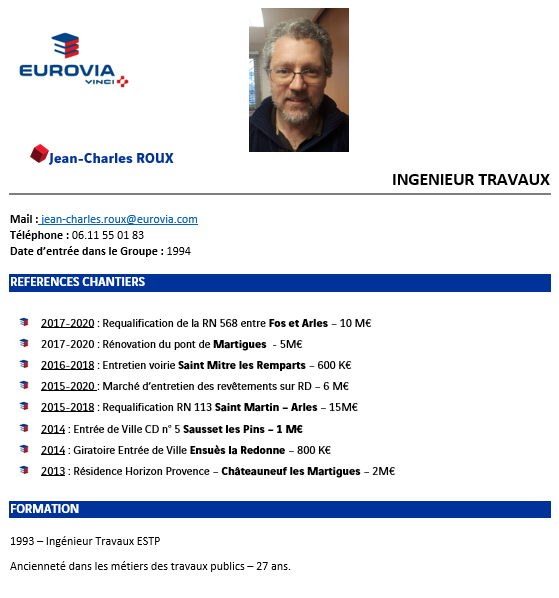 EUROVIA
VINCI
Jean-Charles ROUX
INGENIEUR TRAVAUX
Mail : jean-charles.roux@eurovia.com
Téléphone : 06.11 55 01 83
Date d'entrée dans le Groupe : 1994
REFERENCES CHANTIERS
2017-2020 : Requalification de la RN 568 entre Fos et Arles – 10 M€
2017-2020 : Rénovation du pont de Martigues - 5M€
2016-2018 : Entretien voirie Saint Mitre les Remparts – 600 K€
2015-2020 : Marché d'entretien des revêtements sur RD – 6 M€
2015-2018 : Requalification RN 113 Saint Martin – Arles – 15M€
2014 : Entrée de Ville CD n° 5 Sausset les Pins – 1 M€
2014 : Giratoire Entrée de Ville Ensuès la Redonne – 800 K€
2013 : Résidence Horizon Provence – Châteauneuf les Martigues – 2M€
FORMATION
1993 – Ingénieur Travaux ESTP
Ancienneté dans les métiers des travaux publics – 27 ans.